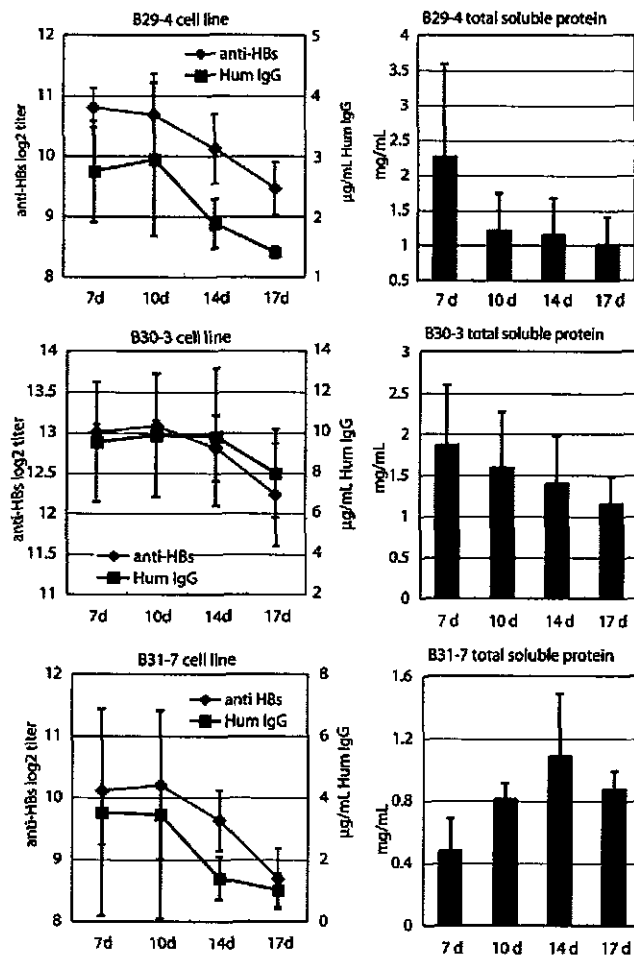 B29-4 cell line
12
11
10
9
8
anti-HBs log2 titer
anti-HBs
Hum IgG
5
4
3
2
1
µg/mL Hum IgG
7d 10d 14d 17d
B29-4 total soluble protein
4
3.5
3
2.5
2
1.5
1
0.5
mg/mL
7 d 10 d 14 d 17 d
B30-3 cell line
14
13.5
13
12.5
12
11.5
11
anti-HBs log2 titer
anti-HBs
Hum IgG
14
12
10
8
6
4
2
µg/mL Hum IgG
7d 10d 14d 17d
B30-3 total soluble protein
3
2.5
2
1.5
1
0.5
0
mg/mL
7 d 10 d 14 d 17 d
B31-7 cell line
12
11
10
9
8
anti-HBs log2 titer
anti HBs
Hum IgG
8
6
4
2
0
µg/mL Hum IgG
7d 10d 14d 17d
B31-7 total soluble protein
1.6
1.2
0.8
0.4
0
mg/mL
7 d 10 d 14 d 17 d